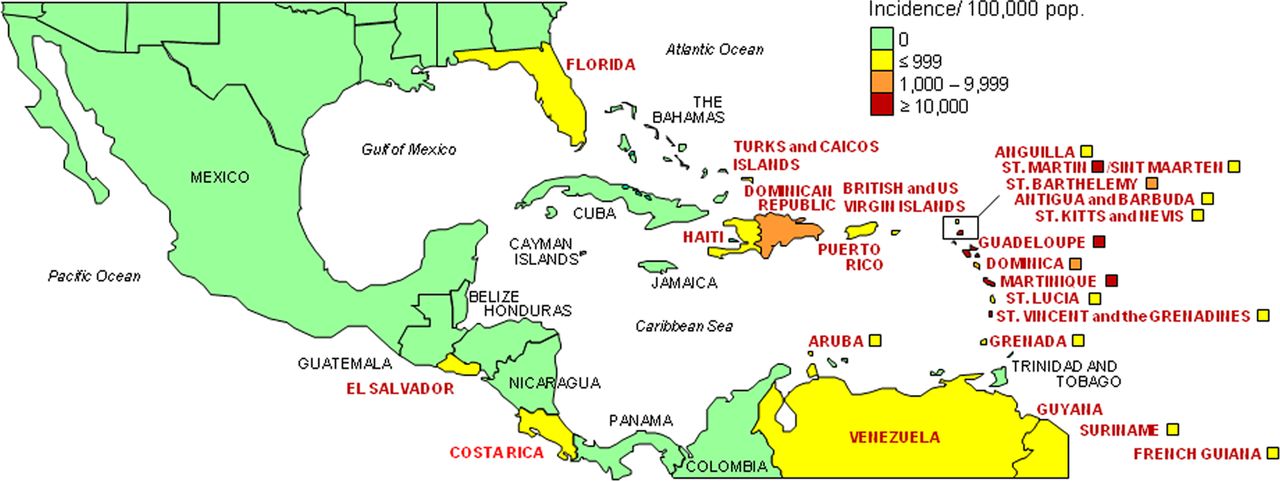 Incidence/ 100,000 pop.
0
≤ 999
1,000 – 9,999
≥ 10,000
Atlantic Ocean
FLORIDA
THE
BAHAMAS
Gulf of Mexico
MEXICO
TURKS and CAICOS
ISLANDS
ANGUILLA
ST. MARTIN /SINT MAARTEN
ST. BARTHELEMY
ANTIGUA and BARBUDA
ST. KITTS and NEVIS
DOMINICAN
REPUBLIC
BRITISH and US
VIRGIN ISLANDS
CUBA
HAITI
PUERTO
RICO
GUADELOUPE
CAYMAN
ISLANDS
DOMINICA
Pacific Ocean
JAMAICA
MARTINIQUE
BELIZE
HONDURAS
ST. LUCIA
ST. VINCENT and the GRENADINES
Caribbean Sea
ARUBA
GRENADA
GUATEMALA
TRINIDAD AND
TOBAGO
EL SALVADOR
NICARAGUA
PANAMA
GUYANA
COSTA RICA
VENEZUELA
SURINAME
FRENCH GUIANA
COLOMBIA